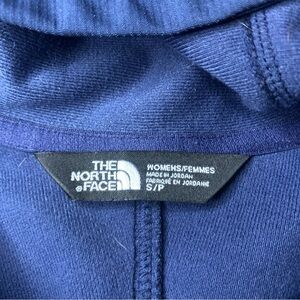 THE
NORTH
FACE
WOMENS/FEMMES
MADE IN JORDAN
FABRIQUÉ EN JORDANIE
S/P